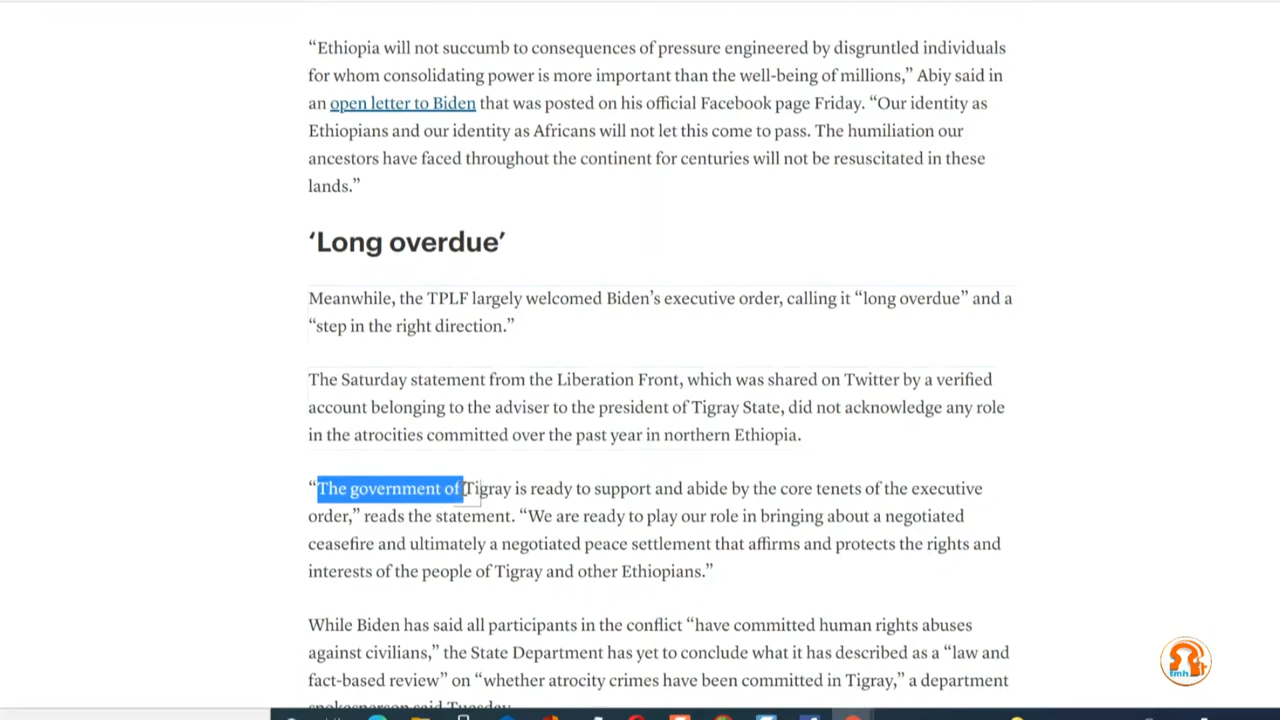 “Ethiopia will not succumb to consequences of pressure engineered by disgruntled individuals
for whom consolidating power is more important than the well-being of millions,” Abiy said in
an open letter to Biden that was posted on his official Facebook page Friday. “Our identity as
Ethiopians and our identity as Africans will not let this come to pass. The humiliation our
ancestors have faced throughout the continent for centuries will not be resuscitated in these
lands.”
‘Long overdue’
Meanwhile, the TPLF largely welcomed Biden’s executive order, calling it “long overdue” and a
“step in the right direction.”
The Saturday statement from the Liberation Front, which was shared on Twitter by a verified
account belonging to the adviser to the president of Tigray State, did not acknowledge any role
in the atrocities committed over the past year in northern Ethiopia.
“The government of Tigray is ready to support and abide by the core tenets of the executive
order,” reads the statement. “We are ready to play our role in bringing about a negotiated
ceasefire and ultimately a negotiated peace settlement that affirms and protects the rights and
interests of the people of Tigray and other Ethiopians.”
While Biden has said all participants in the conflict “have committed human rights abuses
against civilians,” the State Department has yet to conclude what it has described as a “law and
fact-based review” on “whether atrocity crimes have been committed in Tigray,” a department
spokesperson said Tuesday.
tmh